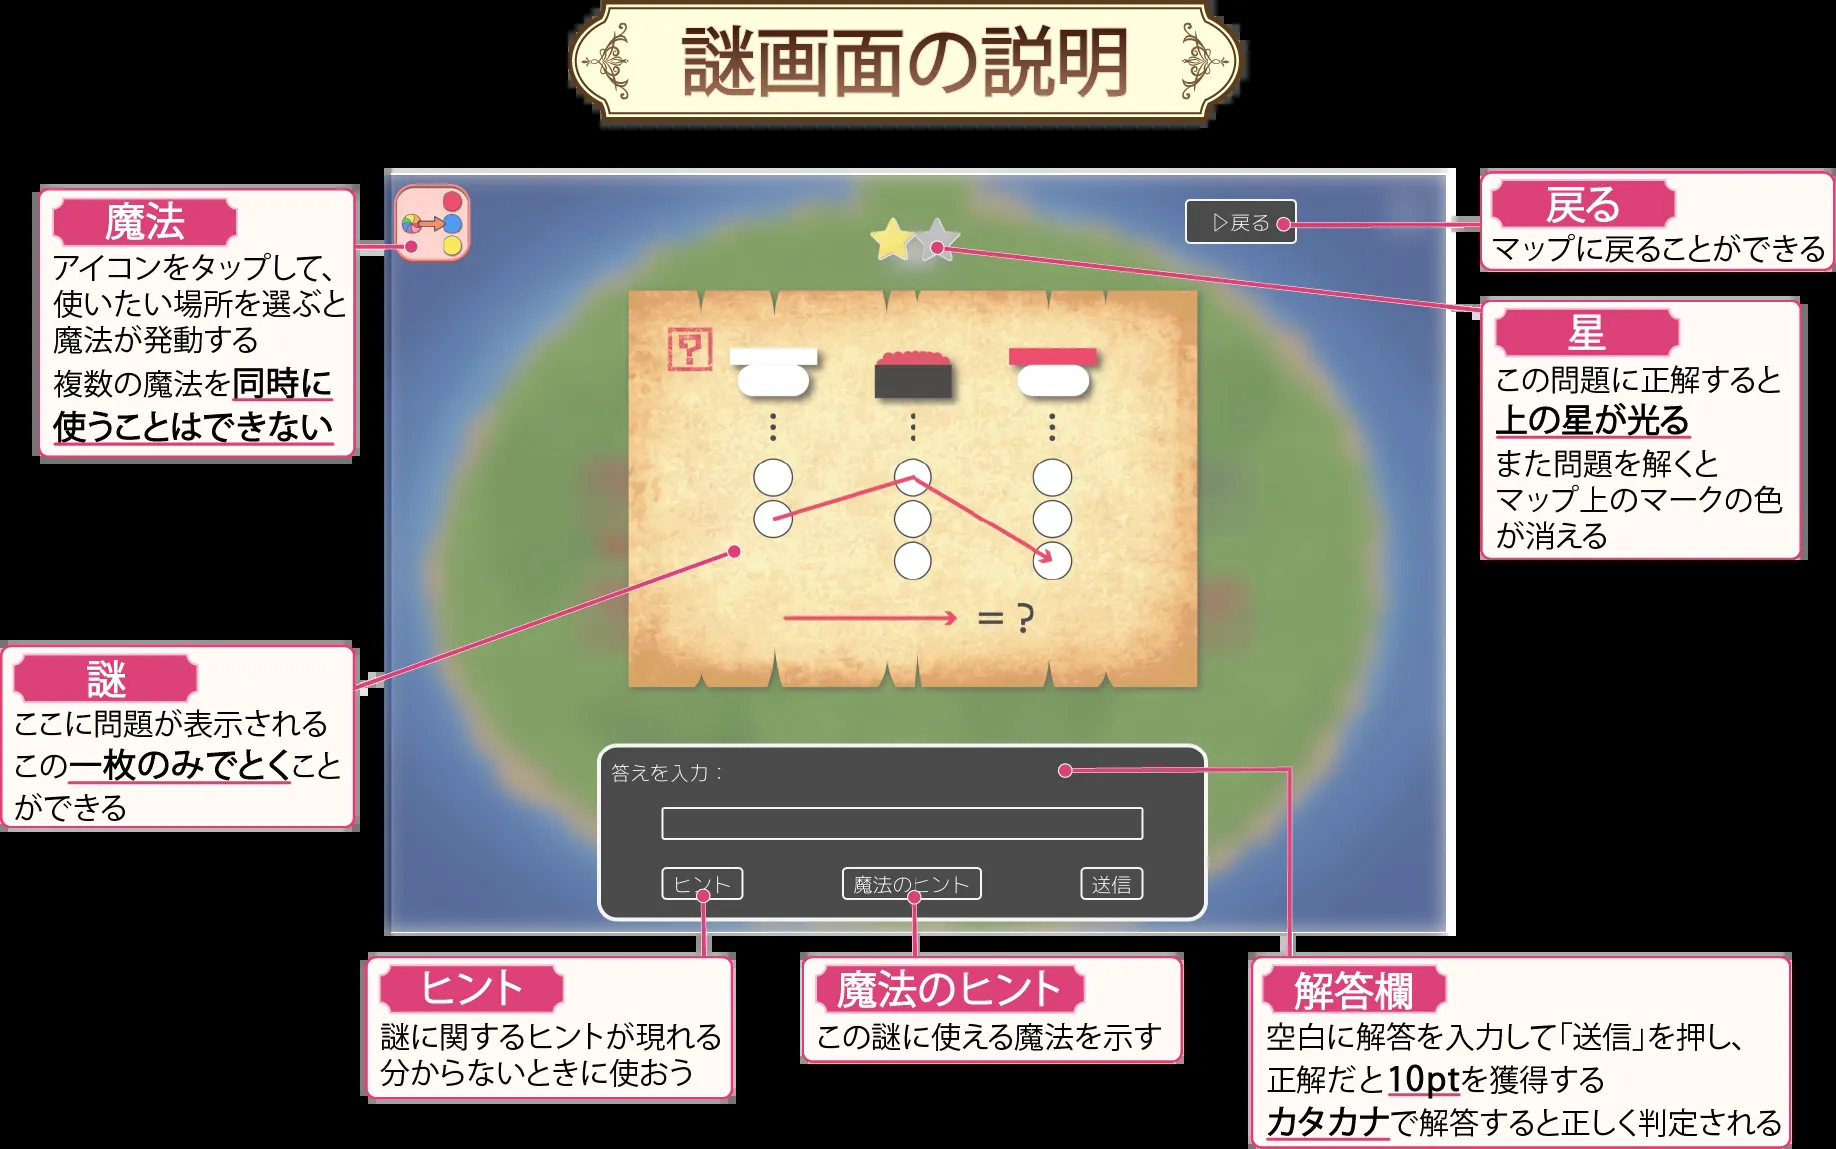 謎画面の説明
魔法
アイコンをタップして、
使いたい場所を選ぶと
魔法が発動する
複数の魔法を同時に
使うことはできない
▷戻る
戻る
マップに戻ることができる
星
この問題に正解すると
上の星が光る
また問題を解くと
マップ上のマークの色
が消える
?
= ?
謎
ここに問題が表示される
この一枚のみでとくこと
ができる
答えを入力：
ヒント
魔法のヒント
送信
ヒント
謎に関するヒントが現れる
分からないときに使おう
魔法のヒント
この謎に使える魔法を示す
解答欄
空白に解答を入力して「送信」を押し、
正解だと10ptを獲得する
カタカナで解答すると正しく判定される